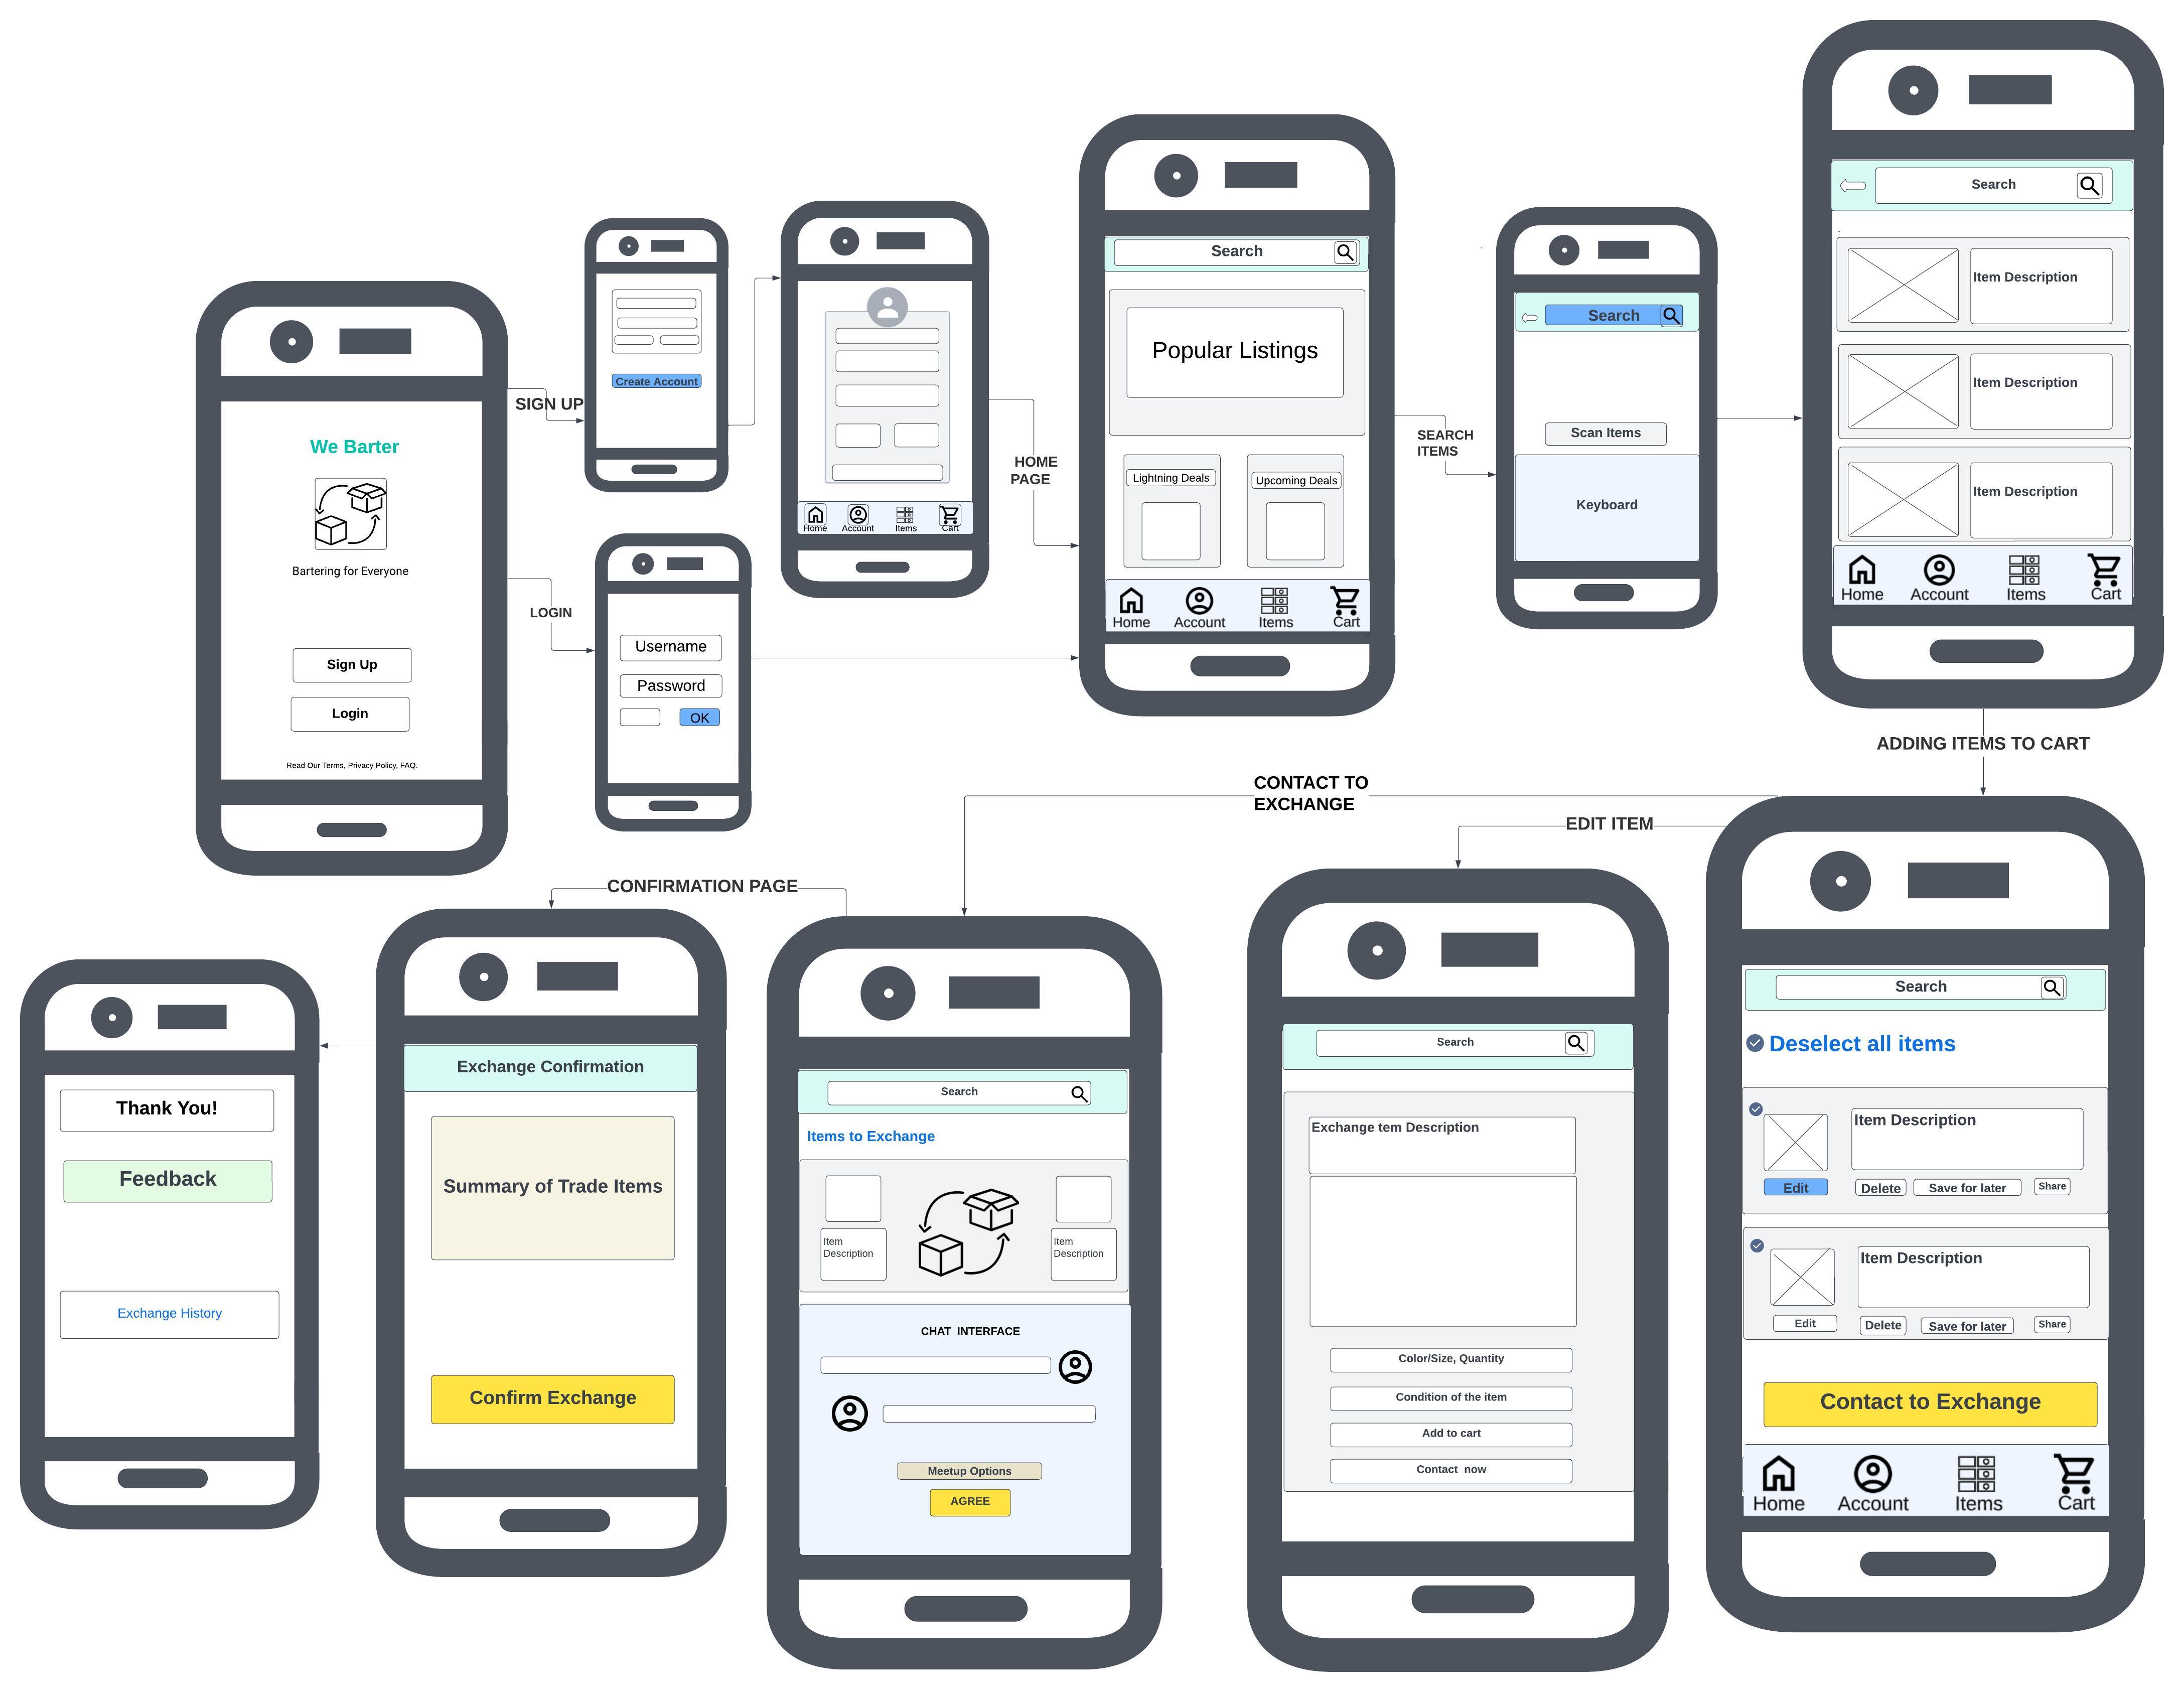 We Barter
Bartering for Everyone
Sign Up
Login
Read Our Terms, Privacy Policy, FAQ.
SIGN UP
Create Account
LOGIN
Username
Password
OK
Home
Account
Items
Cart
HOME
PAGE
Search
Popular Listings
Lightning Deals
Upcoming Deals
Home
Account
Items
Cart
SEARCH
ITEMS
Search
Scan Items
Keyboard
Search
Item Description
Item Description
Item Description
Home
Account
Items
Cart
ADDING ITEMS TO CART
Search
Deselect all items
Item Description
Edit
Delete
Save for later
Share
Item Description
Edit
Delete
Save for later
Share
Contact to Exchange
Home
Account
Items
Cart
EDIT ITEM
Search
Exchange tem Description
Color/Size, Quantity
Condition of the item
Add to cart
Contact now
CONTACT TO
EXCHANGE
Search
Items to Exchange
Item
Description
Item
Description
CHAT INTERFACE
Meetup Options
AGREE
CONFIRMATION PAGE
Exchange Confirmation
Summary of Trade Items
Confirm Exchange
Thank You!
Feedback
Exchange History